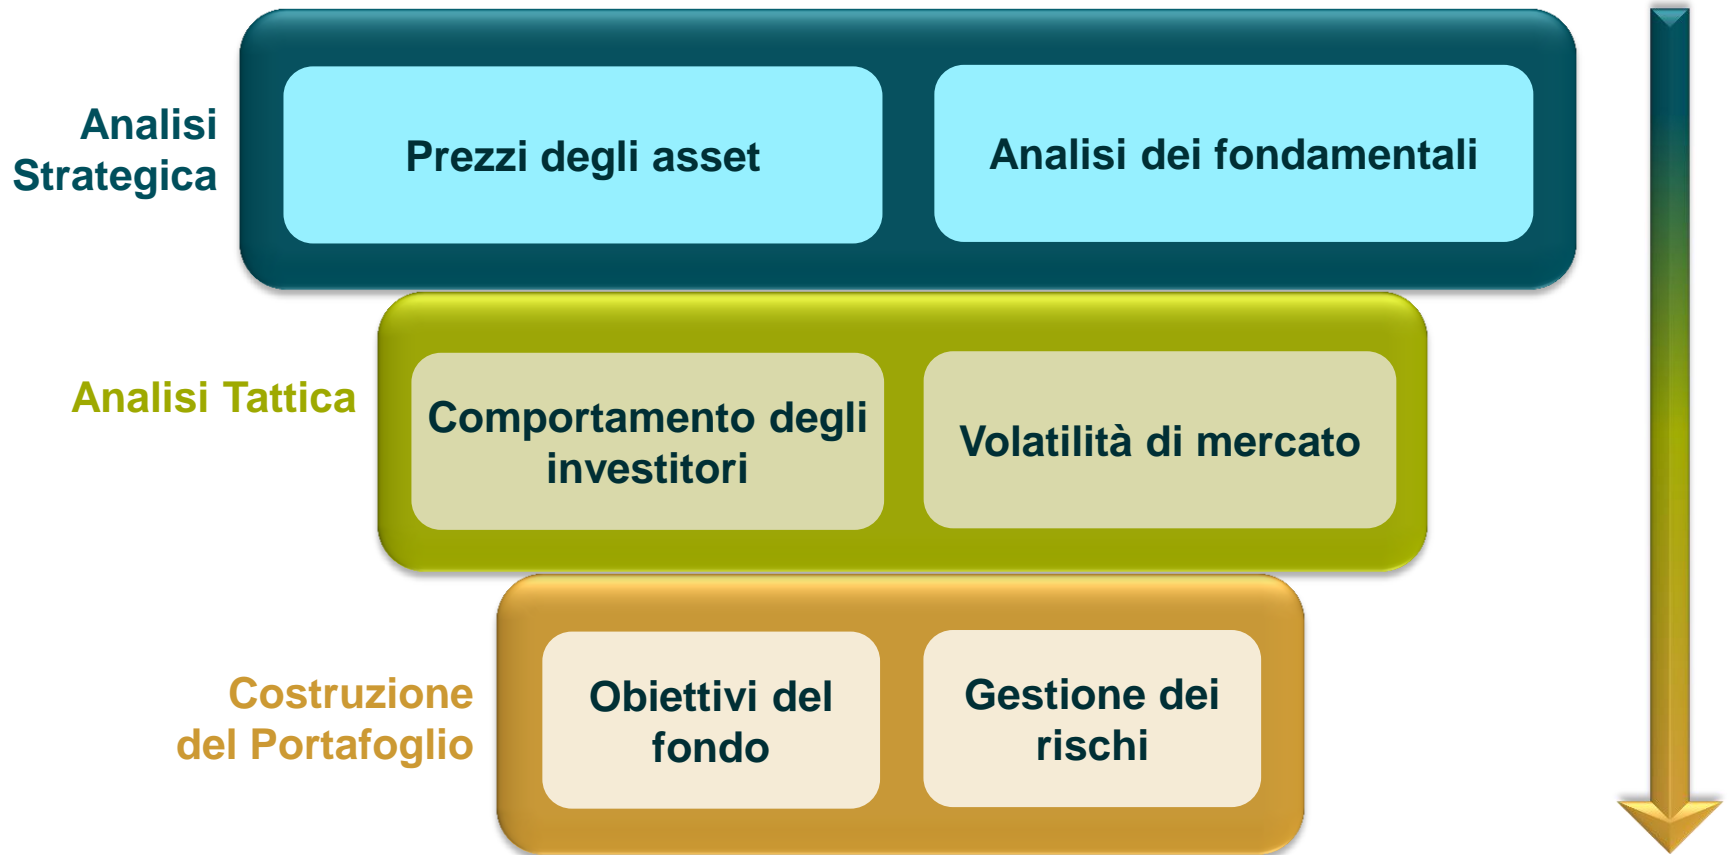 Analisi
Strategica
Prezzi degli asset
Analisi dei fondamentali
Analisi Tattica
Comportamento degli
investitori
Volatilità di mercato
Costruzione
del Portafoglio
Obiettivi del
fondo
Gestione dei
rischi